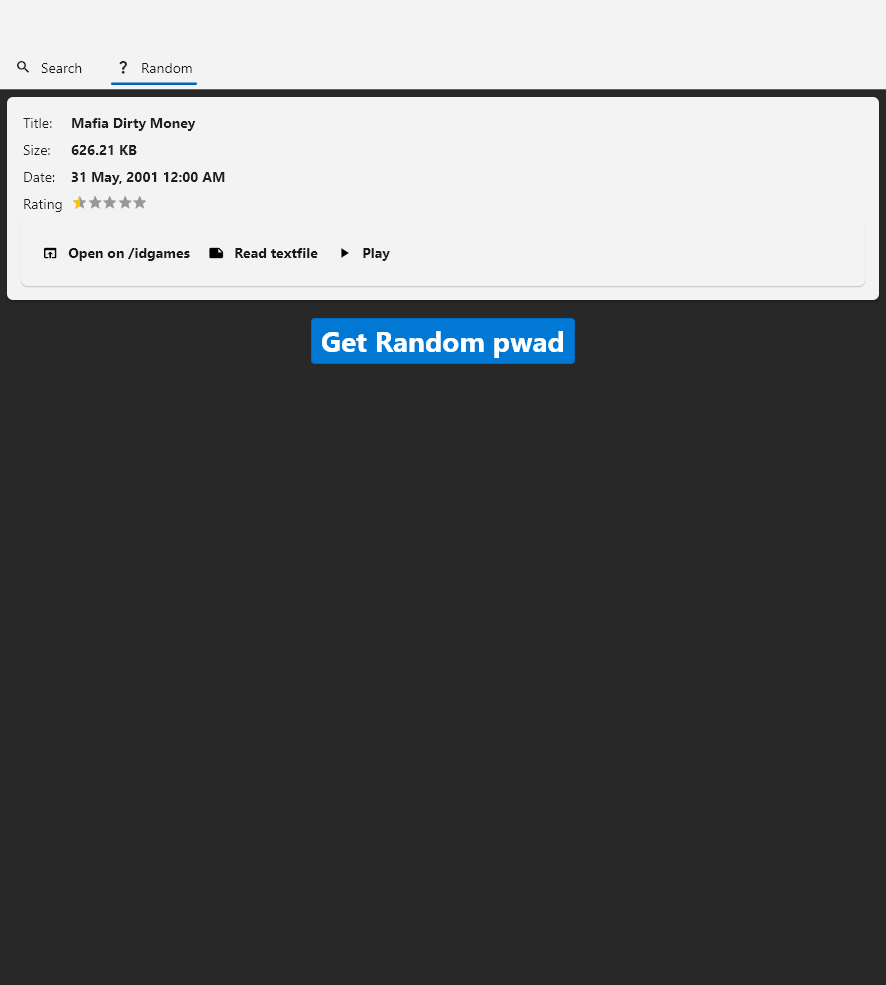 Search ? Random
Title: Mafia Dirty Money
Size: 626.21 KB
Date: 31 May, 2001 12:00 AM
Rating
Open on /idgames Read textfile Play
Get Random pwad